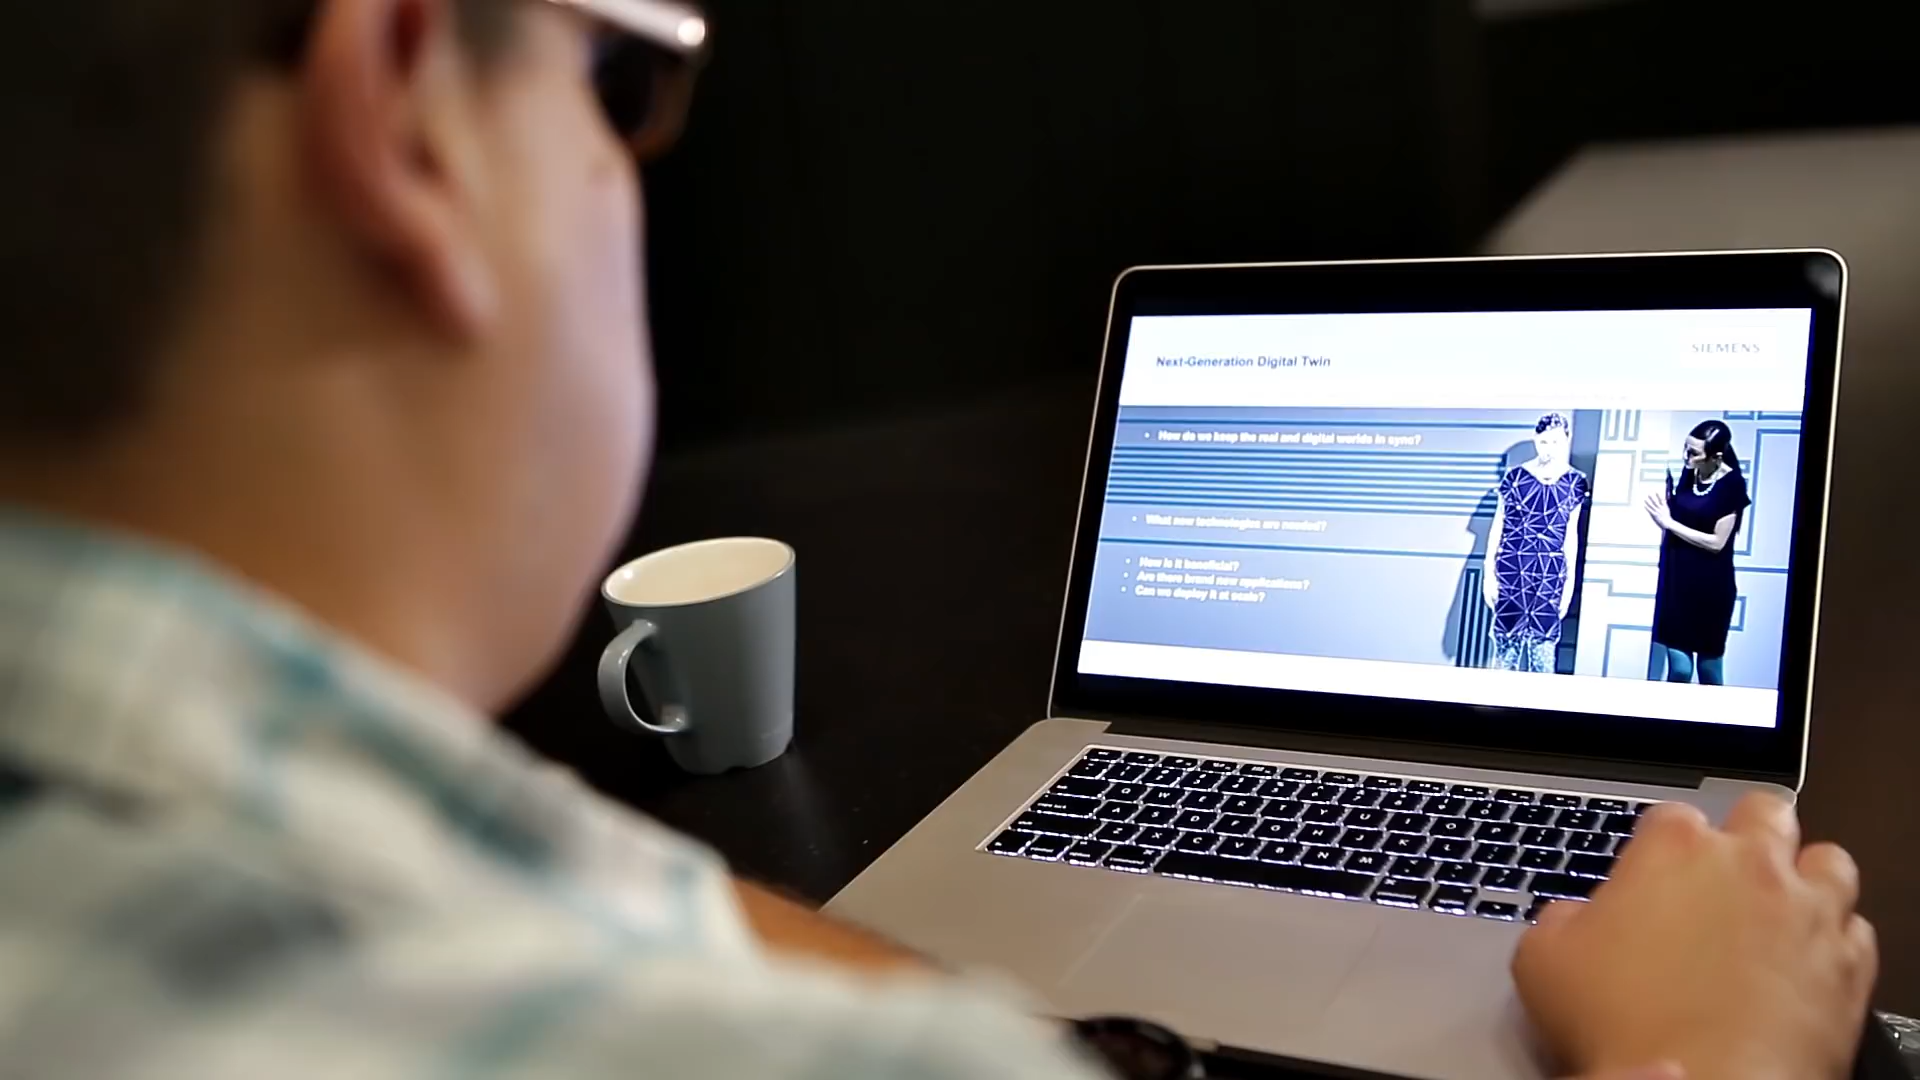 SIEMENS
Next-Generation Digital Twin
• How do we keep the real and digital worlds in sync?
• What new technologies are needed?
• How is it beneficial?
• Are there brand new applications?
• Can we deploy it at scale?
Q W E R T Y U I O P
A S D F G H J K L
Z X C V B N M